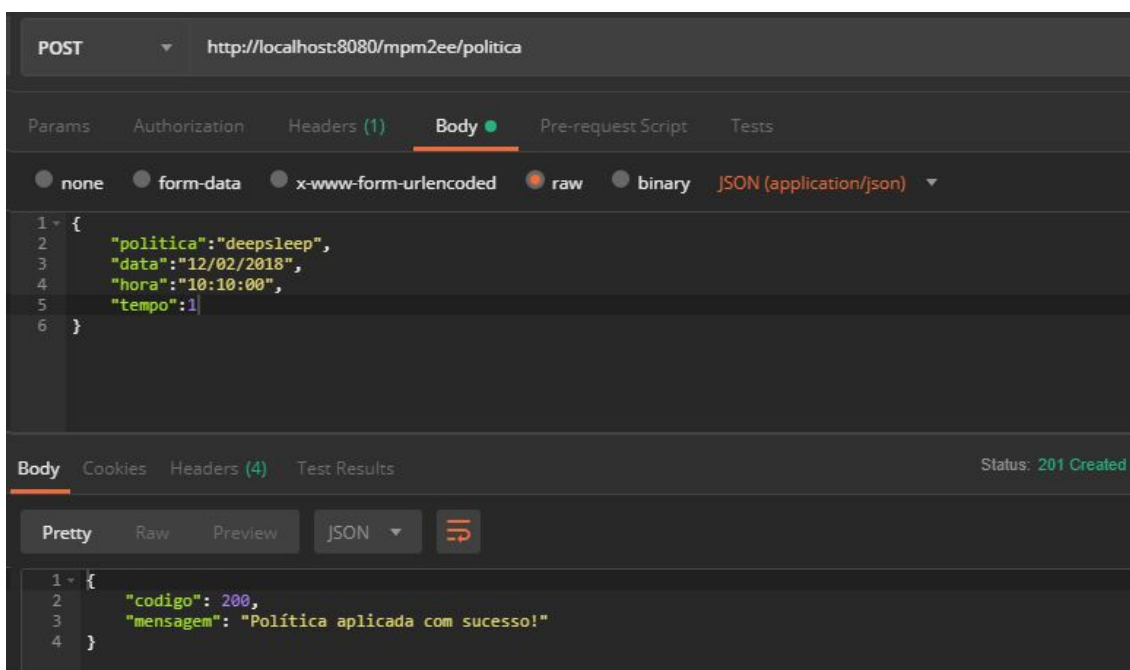 POST http://localhost:8080/mpm2ee/politica
Params Authorization Headers (1) Body Pre-request Script Tests
none form-data x-www-form-urlencoded raw binary JSON (application/json)
1 {
2 "politica":"deepsleep",
3 "data":"12/02/2018",
4 "hora":"10:10:00",
5 "tempo":1
6 }
Body Cookies Headers (4) Test Results Status: 201 Created
Pretty Raw Preview JSON
1 {
2 "codigo": 200,
3 "mensagem": "Política aplicada com sucesso!"
4 }